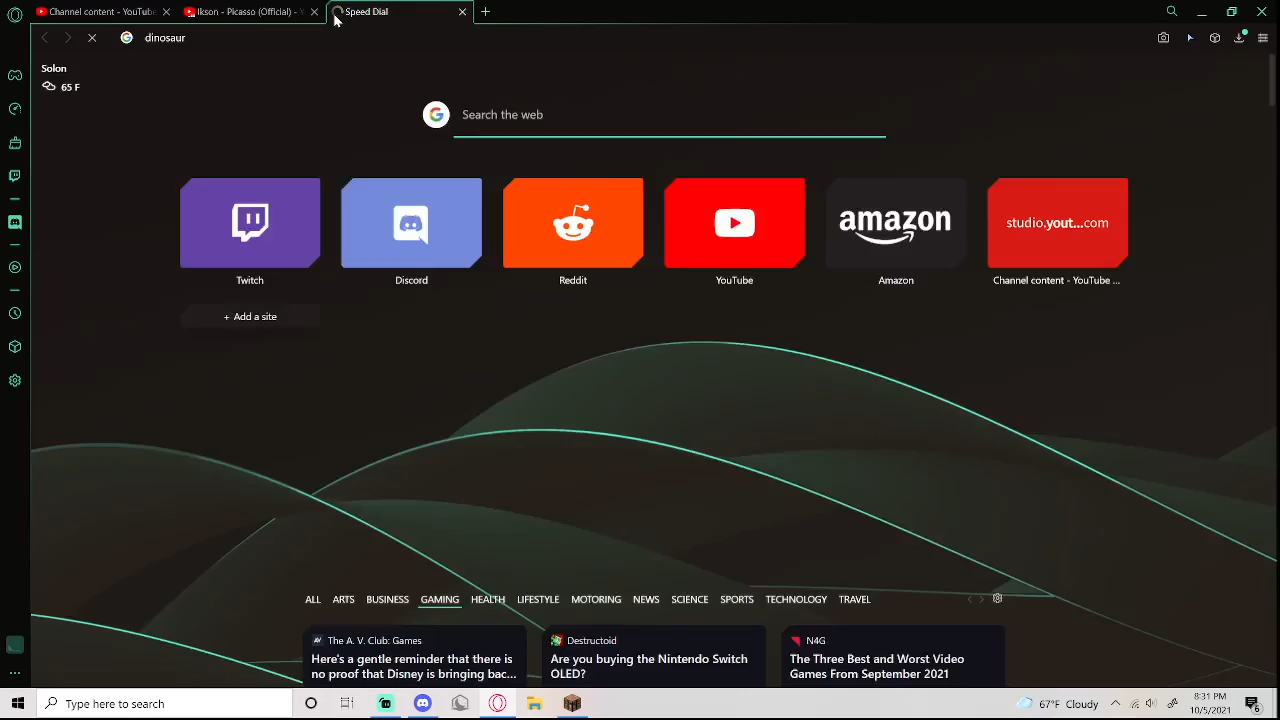 Channel content - YouTube
Ikson - Picasso (Official) - Y
Speed Dial
dinosaur
Solon
65 F
Search the web
amazon
studio.yout...com
Twitch
Discord
Reddit
YouTube
Amazon
Channel content - YouTube ...
+ Add a site
ALL ARTS BUSINESS GAMING HEALTH LIFESTYLE MOTORING NEWS SCIENCE SPORTS TECHNOLOGY TRAVEL
The A. V. Club: Games
Here's a gentle reminder that there is
no proof that Disney is bringing bac...
Destructoid
Are you buying the Nintendo Switch
OLED?
N4G
The Three Best and Worst Video
Games From September 2021
Type here to search
67°F Cloudy
8:31 PM
10/5/2021
6